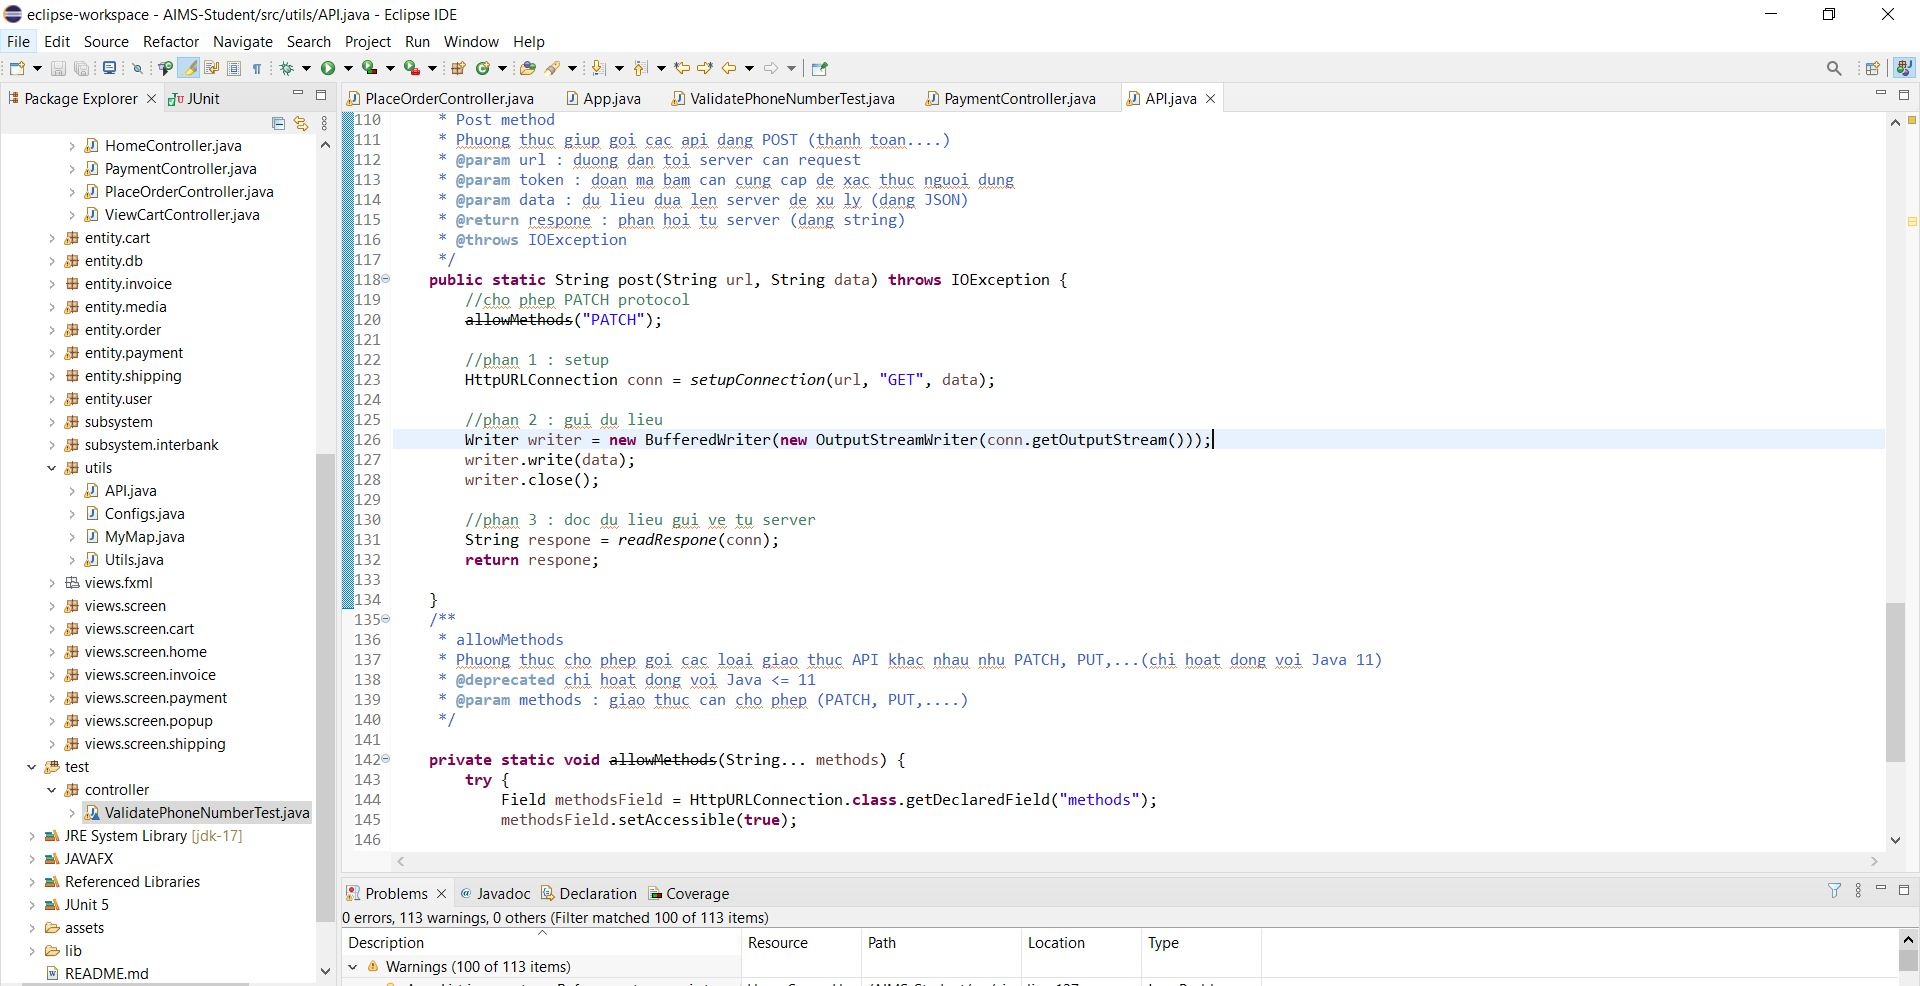 eclipse-workspace - AIMS-Student/src/utils/API.java - Eclipse IDE
File Edit Source Refactor Navigate Search Project Run Window Help
Package Explorer
JUnit
HomeController.java
PaymentController.java
PlaceOrderController.java
ViewCartController.java
entity.cart
entity.db
entity.invoice
entity.media
entity.order
entity.payment
entity.shipping
entity.user
subsystem
subsystem.interbank
utils
API.java
Configs.java
MyMap.java
Utils.java
views.fxml
views.screen
views.screen.cart
views.screen.home
views.screen.invoice
views.screen.payment
views.screen.popup
views.screen.shipping
test
controller
ValidatePhoneNumberTest.java
JRE System Library [jdk-17]
JAVAFX
Referenced Libraries
JUnit 5
assets
lib
README.md
PlaceOrderController.java App.java ValidatePhoneNumberTest.java PaymentController.java API.java
110 * Post method
111 * Phuong thuc giup goi cac api dang POST (thanh toan....)
112 * @param url : duong dan toi server can request
113 * @param token : doan ma bam can cung cap de xac thuc nguoi dung
114 * @param data : du lieu dua len server de xu ly (dang JSON)
115 * @return respone : phan hoi tu server (dang string)
116 * @throws IOException
117 */
118 public static String post(String url, String data) throws IOException {
119 //cho phep PATCH protocol
120 allowMethods("PATCH");
121
122 //phan 1 : setup
123 HttpURLConnection conn = setupConnection(url, "GET", data);
124
125 //phan 2 : gui du lieu
126 Writer writer = new BufferedWriter(new OutputStreamWriter(conn.getOutputStream()));
127 writer.write(data);
128 writer.close();
129
130 //phan 3 : doc du lieu gui ve tu server
131 String respone = readRespone(conn);
132 return respone;
133
134 }
135 /**
136 * allowMethods
137 * Phuong thuc cho phep goi cac loai giao thuc API khac nhau nhu PATCH, PUT,...(chi hoat dong voi Java 11)
138 * @deprecated chi hoat dong voi Java <= 11
139 * @param methods : giao thuc can cho phep (PATCH, PUT,....)
140 */
141
142 private static void allowMethods(String... methods) {
143 try {
144 Field methodsField = HttpURLConnection.class.getDeclaredField("methods");
145 methodsField.setAccessible(true);
146
Problems @ Javadoc Declaration Coverage
0 errors, 113 warnings, 0 others (Filter matched 100 of 113 items)
Description Resource Path Location Type
Warnings (100 of 113 items)